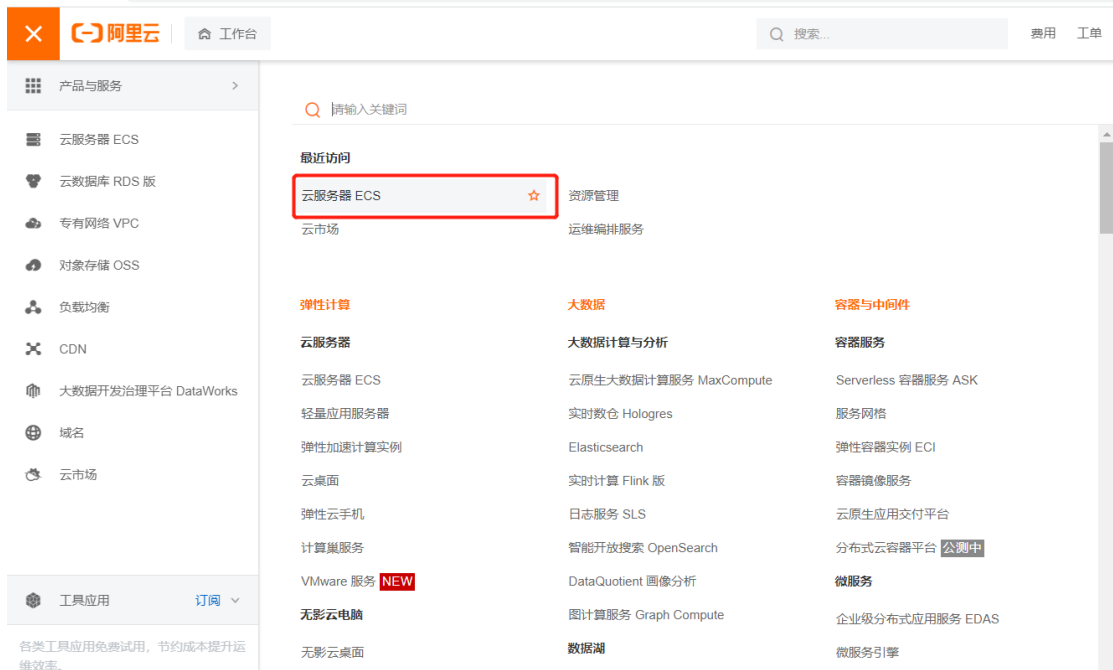 阿里云
工作台
搜索...
费用
工单
产品与服务
云服务器 ECS
云数据库 RDS 版
专有网络 VPC
对象存储 OSS
负载均衡
CDN
大数据开发治理平台 DataWorks
域名
云市场
工具应用
订阅
各类工具应用免费试用，节约成本提升运
维效率。
请输入关键词
最近访问
云服务器 ECS
资源管理
云市场
运维编排服务
弹性计算
云服务器
云服务器 ECS
轻量应用服务器
弹性加速计算实例
云桌面
弹性云手机
计算巢服务
VMware 服务 NEW
无影云电脑
无影云桌面
大数据
大数据计算与分析
云原生大数据计算服务 MaxCompute
实时数仓 Hologres
Elasticsearch
实时计算 Flink 版
日志服务 SLS
智能开放搜索 OpenSearch
DataQuotient 画像分析
图计算服务 Graph Compute
数据湖
容器与中间件
容器服务
Serverless 容器服务 ASK
服务网格
弹性容器实例 ECI
容器镜像服务
云原生应用交付平台
分布式云容器平台 公测中
微服务
企业级分布式应用服务 EDAS
微服务引擎